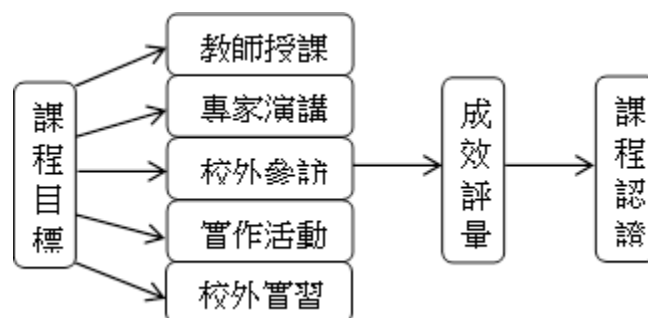 課程目標
教師授課
專家演講
校外參訪
實作活動
校外實習
成效評量
課程認證